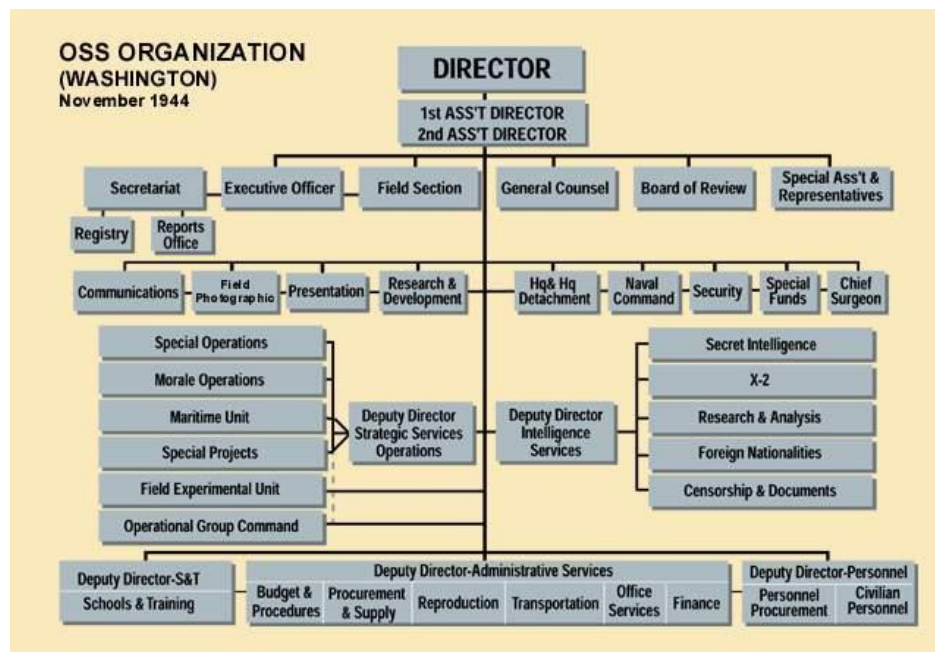 OSS ORGANIZATION
(WASHINGTON)
November 1944
DIRECTOR
1st ASS'T DIRECTOR
2nd ASS'T DIRECTOR
Secretariat
Executive Officer
Field Section
General Counsel
Board of Review
Special Ass't &
Representatives
Registry
Reports
Office
Communications
Field
Photographic
Presentation
Research &
Development
Hq& Hq
Detachment
Naval
Command
Security
Special
Funds
Chief
Surgeon
Special Operations
Morale Operations
Maritime Unit
Special Projects
Field Experimental Unit
Operational Group Command
Deputy Director
Strategic Services
Operations
Deputy Director
Intelligence
Services
Secret Intelligence
X-2
Research & Analysis
Foreign Nationalities
Censorship & Documents
Deputy Director-S&T
Schools & Training
Deputy Director-Administrative Services
Budget &
Procedures
Procurement
& Supply
Reproduction
Transportation
Office
Services
Finance
Deputy Director-Personnel
Personnel
Procurement
Civilian
Personnel